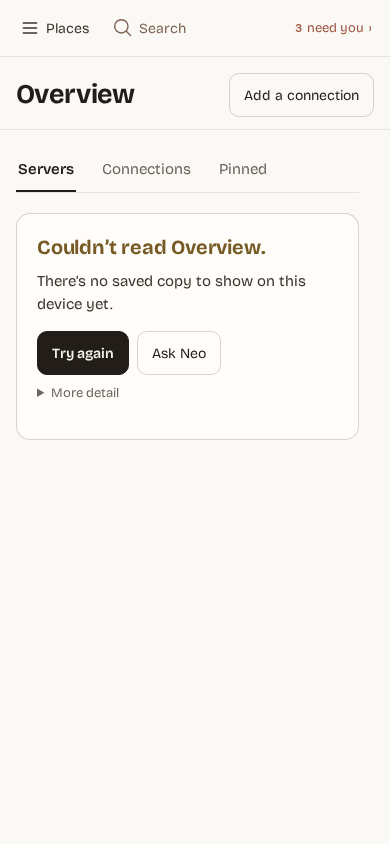 Places
Search
3 need you ›
Overview
Add a connection
Servers
Connections
Pinned
Couldn’t read Overview.
There’s no saved copy to show on this
device yet.
Try again
Ask Neo
More detail